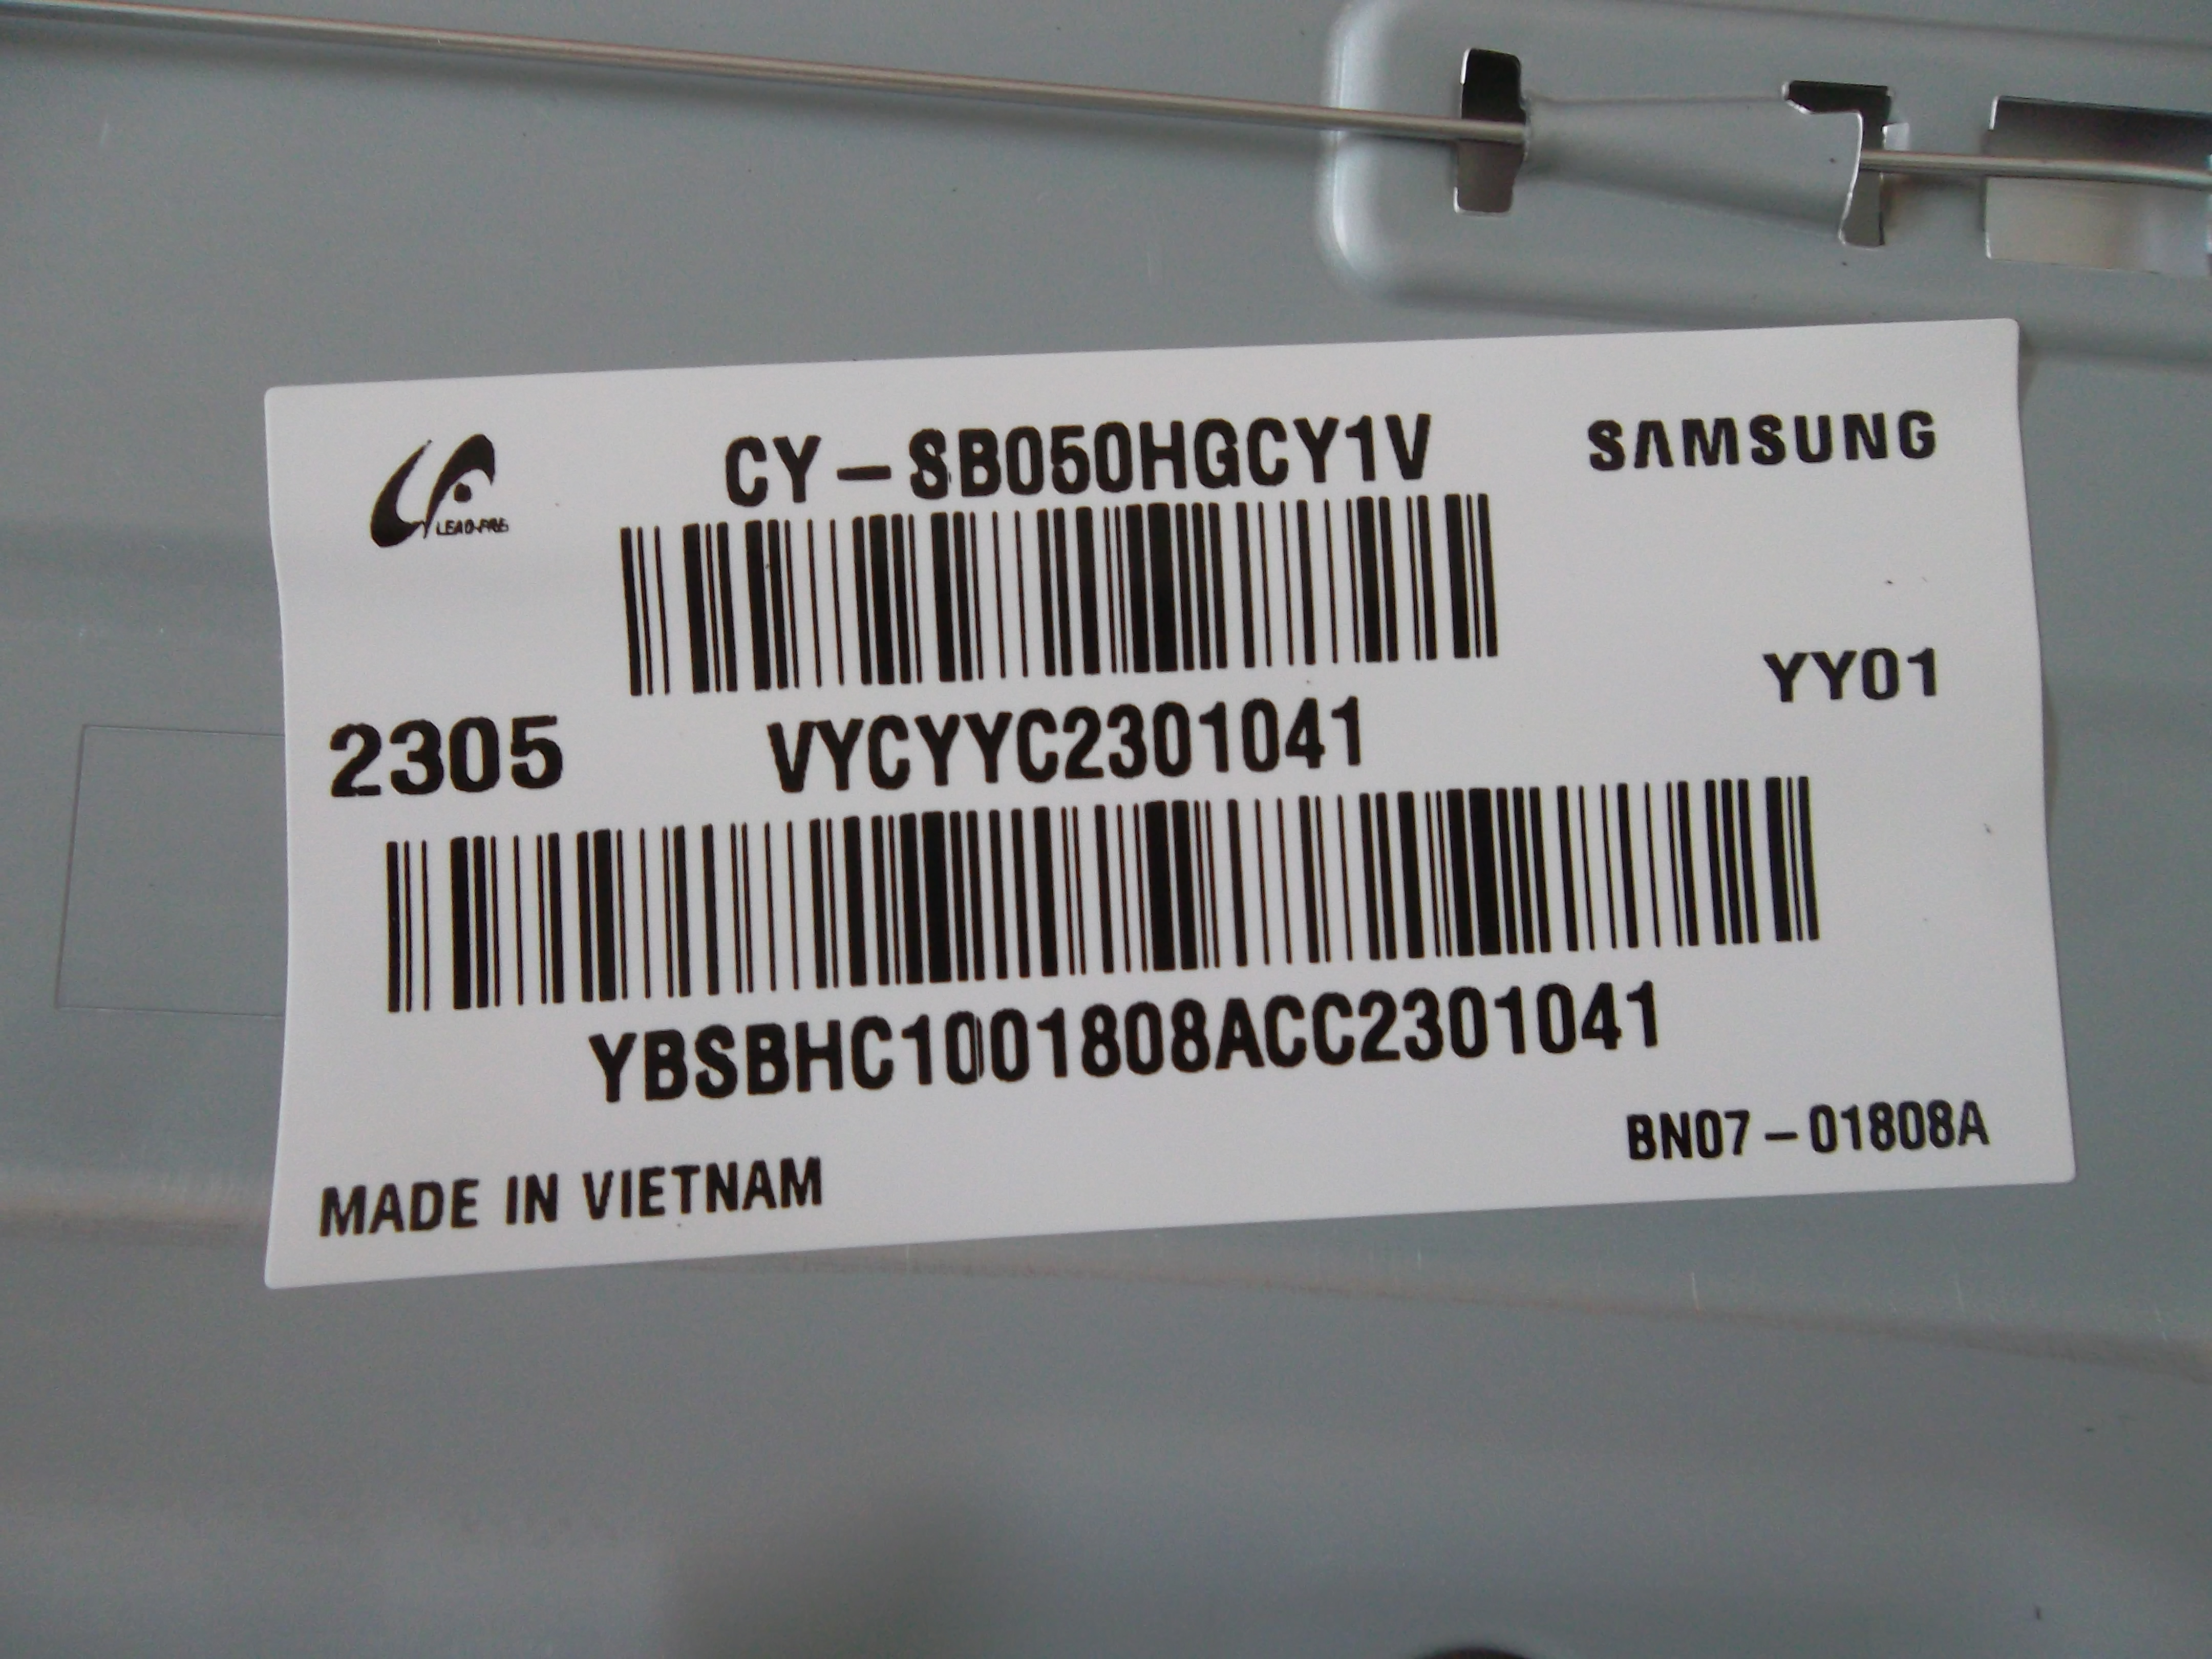 CY-SB050HGCY1V
SAMSUNG
LEAD-FREE
YY01
2305
VYCYYC2301041
YBSBHC1001808ACC2301041
BN07-01808A
MADE IN VIETNAM